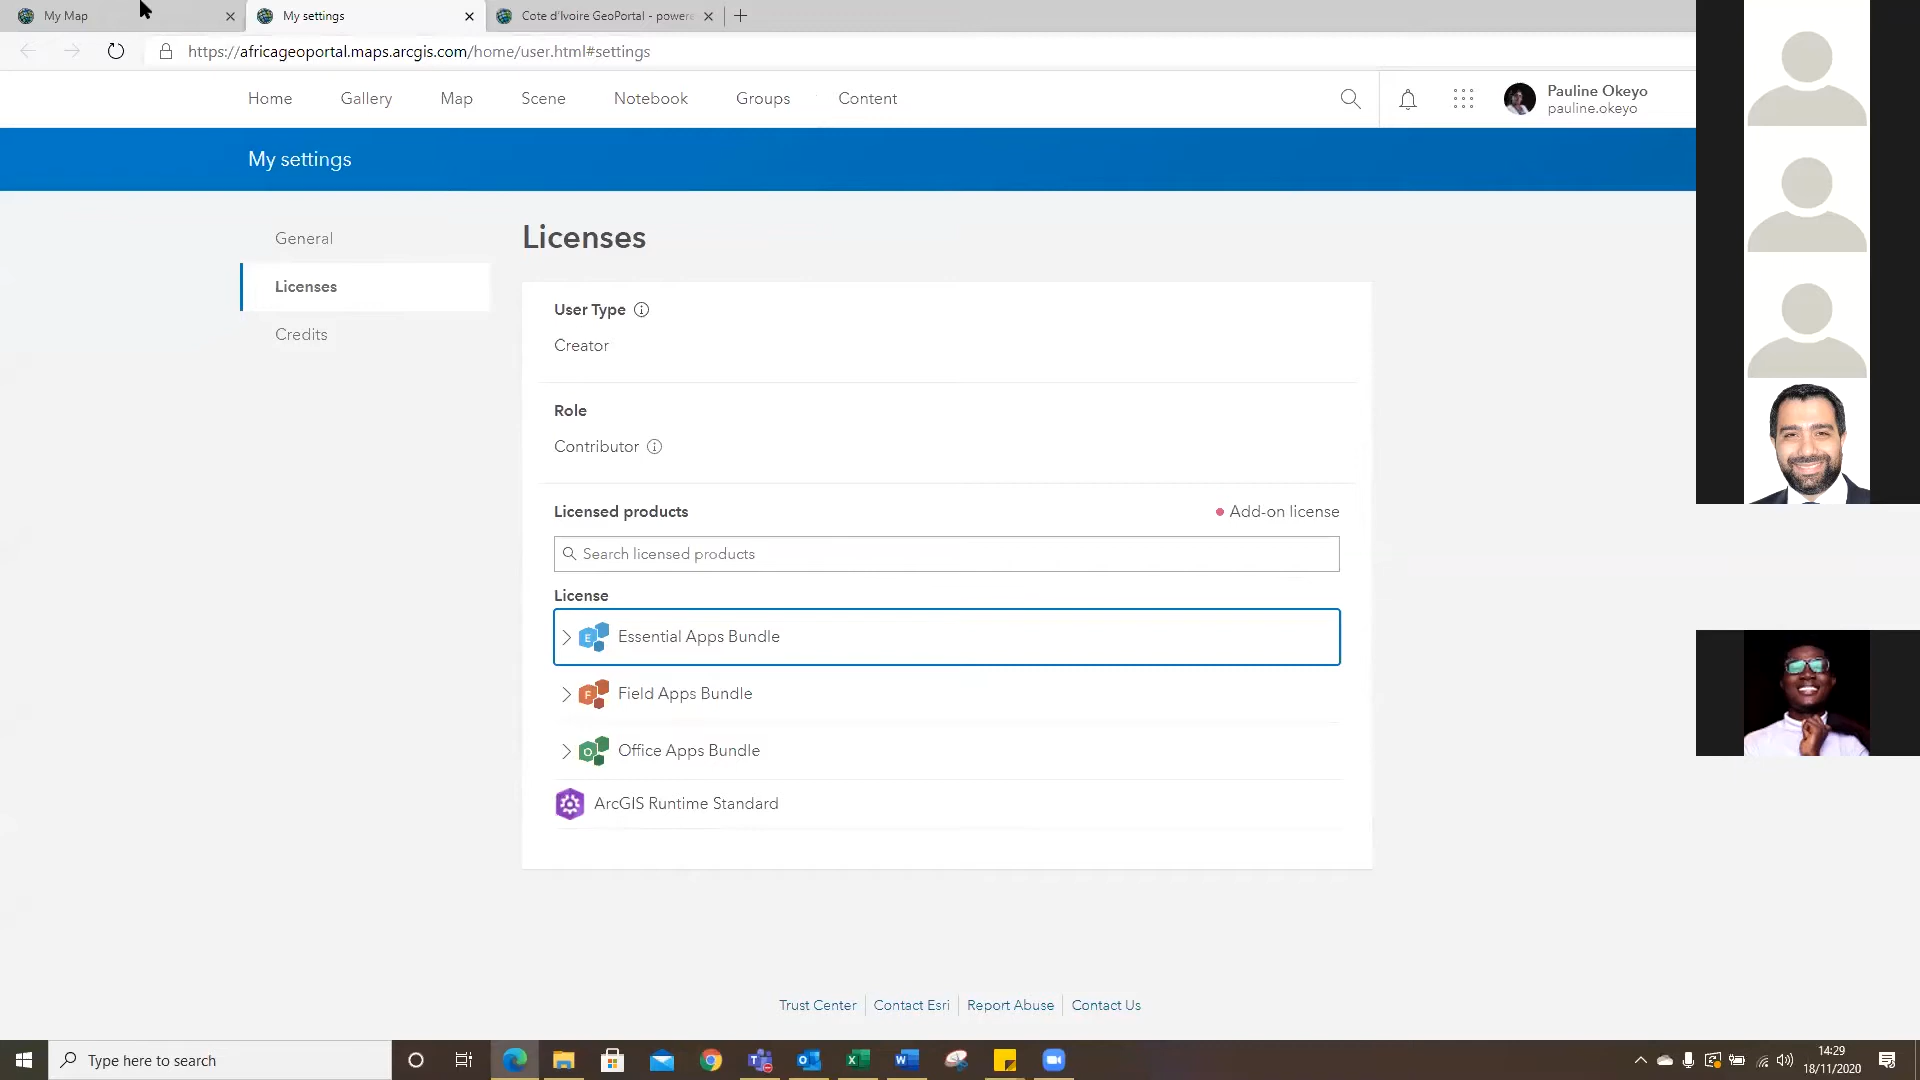 My Map
My settings
Cote d'Ivoire GeoPortal - powere
https://africageoportal.maps.arcgis.com/home/user.html#settings
Home
Gallery
Map
Scene
Notebook
Groups
Content
Pauline Okeyo
pauline.okeyo
My settings
General
Licenses
Credits
Licenses
User Type
Creator
Role
Contributor
Licensed products
Add-on license
Search licensed products
License
E
Essential Apps Bundle
F
Field Apps Bundle
O
Office Apps Bundle
ArcGIS Runtime Standard
Trust Center
Contact Esri
Report Abuse
Contact Us
Type here to search
14:29
18/11/2020